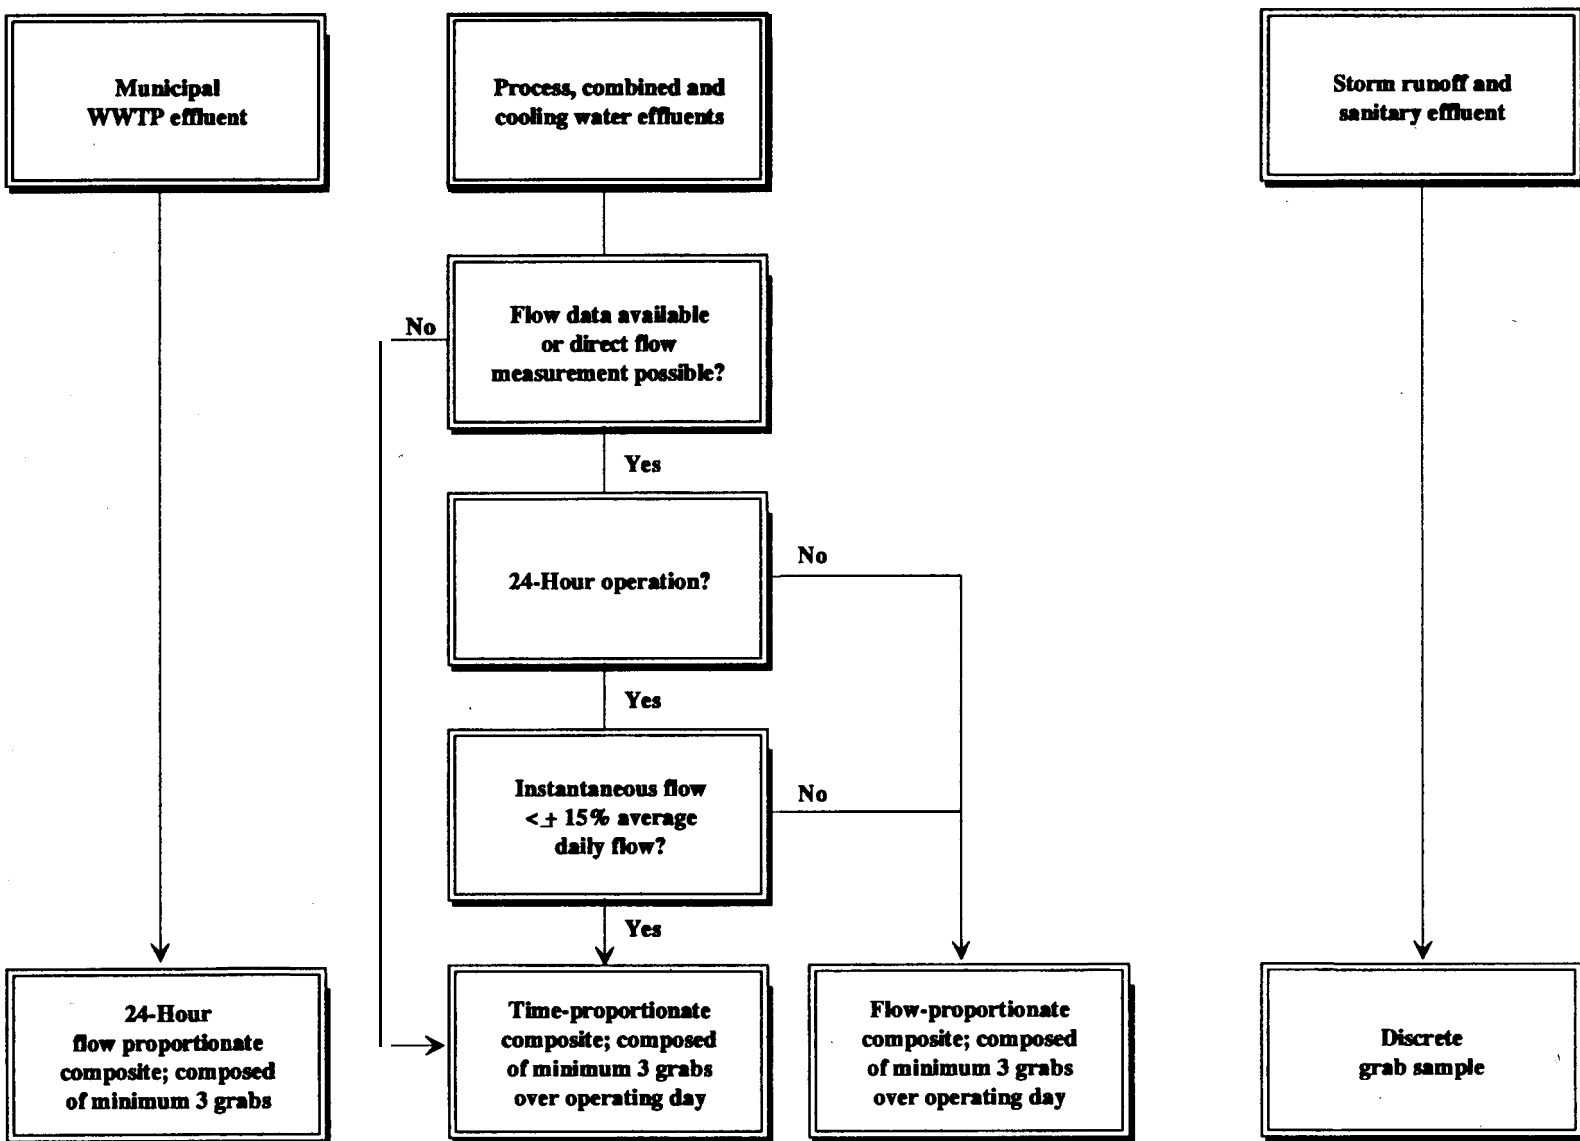 Municipal
WWTP effluent
Process, combined and
cooling water effluents
Storm runoff and
sanitary effluent
Flow data available
or direct flow
measurement possible?
No
Yes
24-Hour operation?
No
Yes
Instantaneous flow
<± 15% average
daily flow?
No
Yes
24-Hour
flow proportionate
composite; composed
of minimum 3 grabs
Time-proportionate
composite; composed
of minimum 3 grabs
over operating day
Flow-proportionate
composite; composed
of minimum 3 grabs
over operating day
Discrete
grab sample